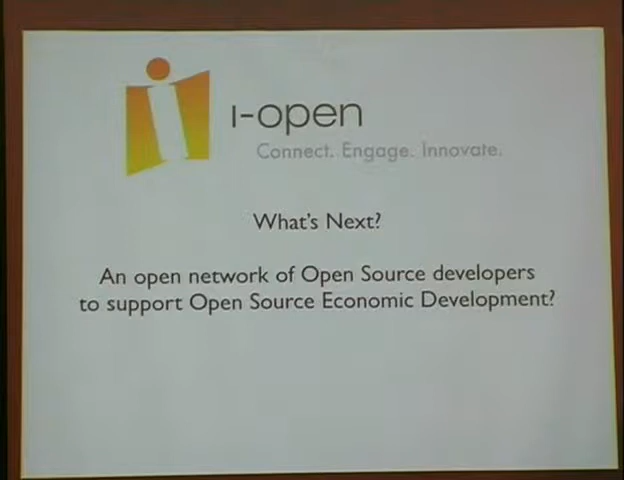 I-open
Connect. Engage. Innovate.
What's Next?
An open network of Open Source developers
to support Open Source Economic Development?